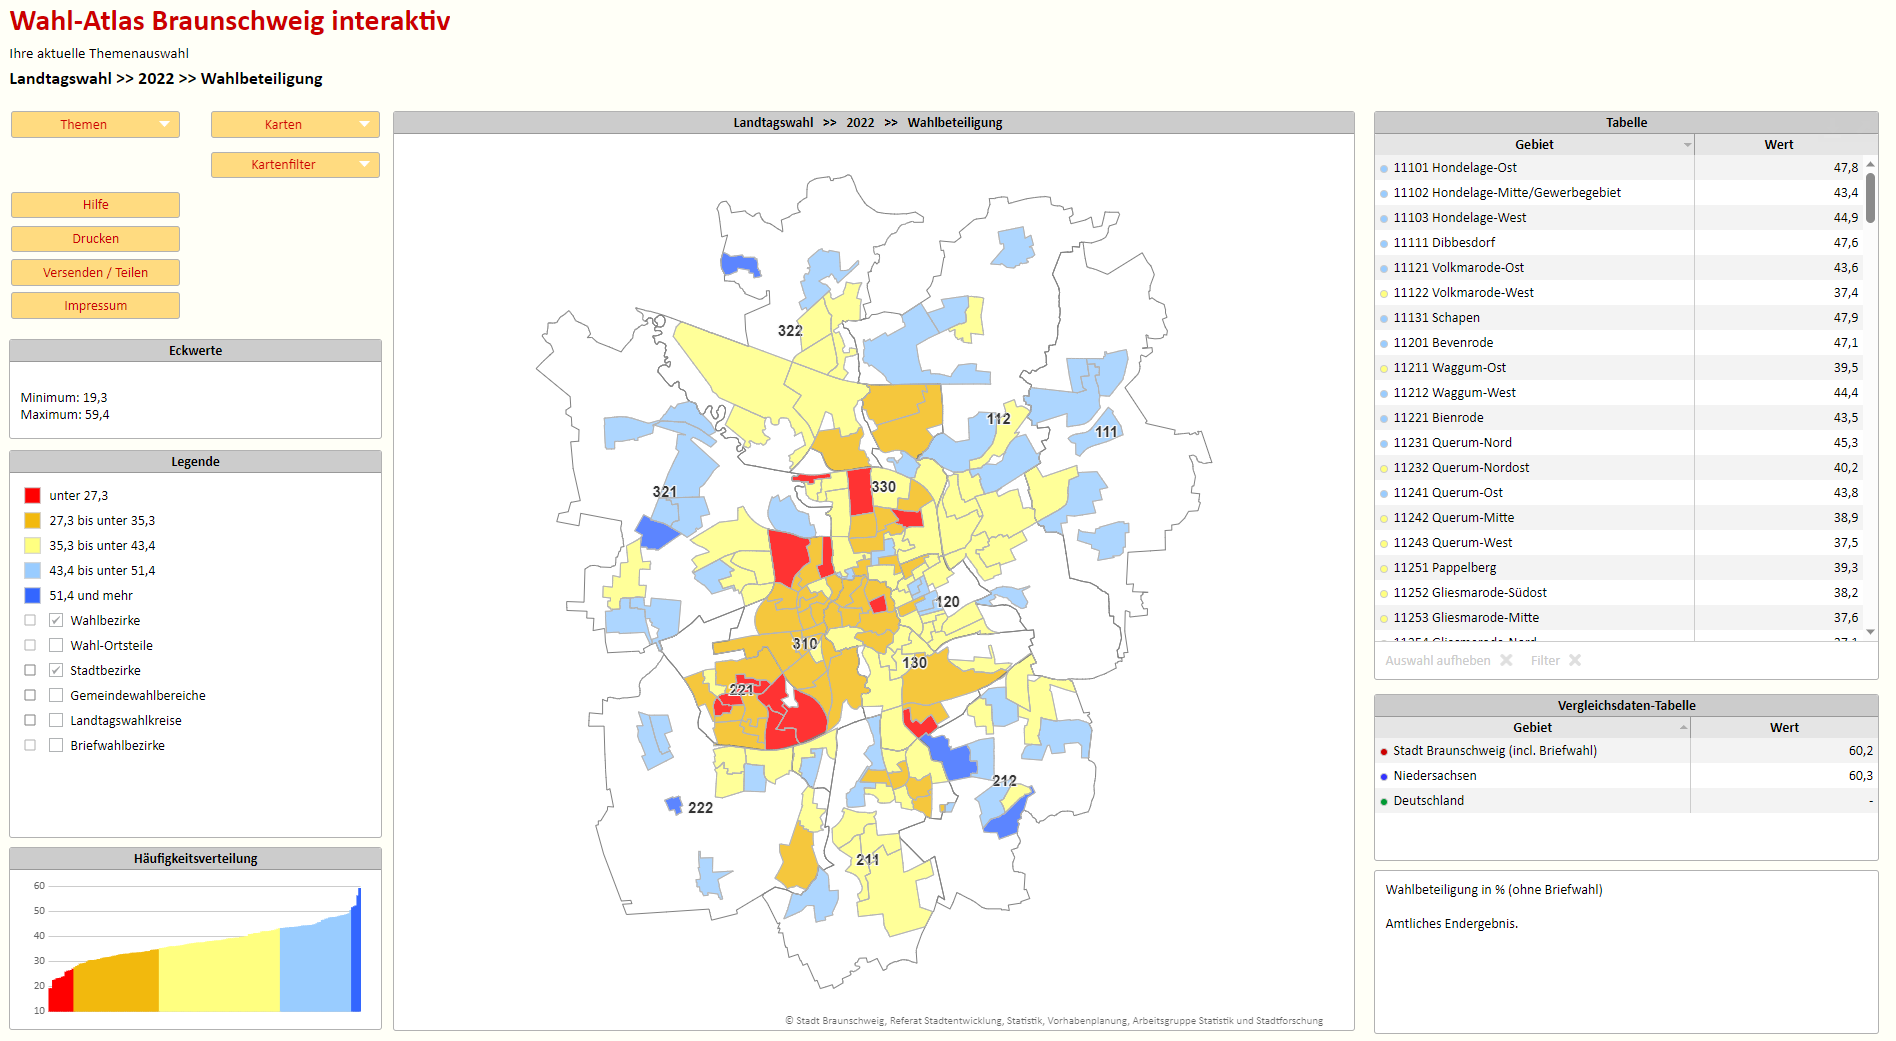 Wahl-Atlas Braunschweig interaktiv
Ihre aktuelle Themenauswahl
Landtagswahl >> 2022 >> Wahlbeteiligung
Themen
Karten
Kartenfilter
Hilfe
Drucken
Versenden / Teilen
Impressum
Eckwerte
Minimum: 19,3
Maximum: 59,4
Legende
unter 27,3
27,3 bis unter 35,3
35,3 bis unter 43,4
43,4 bis unter 51,4
51,4 und mehr
Wahlbezirke
Wahl-Ortsteile
Stadtbezirke
Gemeindewahlbereiche
Landtagswahlkreise
Briefwahlbezirke
Häufigkeitsverteilung
60
50
40
30
20
10
Landtagswahl >> 2022 >> Wahlbeteiligung
322
112
111
321
330
120
310
130
221
212
222
211
© Stadt Braunschweig, Referat Stadtentwicklung, Statistik, Vorhabenplanung, Arbeitsgruppe Statistik und Stadtforschung
Tabelle
Gebiet Wert
11101 Hondelage-Ost 47,8
11102 Hondelage-Mitte/Gewerbegebiet 43,4
11103 Hondelage-West 44,9
11111 Dibbesdorf 47,6
11121 Volkmarode-Ost 43,6
11122 Volkmarode-West 37,4
11131 Schapen 47,9
11201 Bevenrode 47,1
11211 Waggum-Ost 39,5
11212 Waggum-West 44,4
11221 Bienrode 43,5
11231 Querum-Nord 45,3
11232 Querum-Nordost 40,2
11241 Querum-Ost 43,8
11242 Querum-Mitte 38,9
11243 Querum-West 37,5
11251 Pappelberg 39,3
11252 Gliesmarode-Südost 38,2
11253 Gliesmarode-Mitte 37,6
11254 Gliesmarode-Nord 37,1
Auswahl aufheben Filter
Vergleichsdaten-Tabelle
Gebiet Wert
Stadt Braunschweig (incl. Briefwahl) 60,2
Niedersachsen 60,3
Deutschland -
Wahlbeteiligung in % (ohne Briefwahl)
Amtliches Endergebnis.